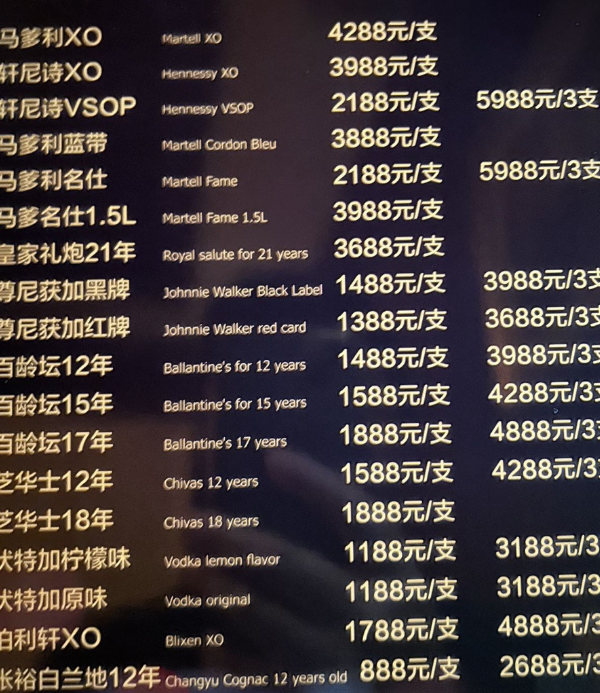 马爹利XO Martell XO 4288元/支
轩尼诗XO Hennessy XO 3988元/支
轩尼诗VSOP Hennessy VSOP 2188元/支 5988元/3支
马爹利蓝带 Martell Cordon Bleu 3888元/支
马爹利名仕 Martell Fame 2188元/支 5988元/3支
马爹名仕1.5L Martell Fame 1.5L 3988元/支
皇家礼炮21年 Royal salute for 21 years 3688元/支
尊尼获加黑牌 Johnnie Walker Black Label 1488元/支 3988元/3支
尊尼获加红牌 Johnnie Walker red card 1388元/支 3688元/3支
百龄坛12年 Ballantine's for 12 years 1488元/支 3988元/3支
百龄坛15年 Ballantine's for 15 years 1588元/支 4288元/3支
百龄坛17年 Ballantine's 17 years 1888元/支 4888元/3支
芝华士12年 Chivas 12 years 1588元/支 4288元/3
芝华士18年 Chivas 18 years 1888元/支
伏特加柠檬味 Vodka lemon flavor 1188元/支 3188元/3
伏特加原味 Vodka original 1188元/支 3188元/3
伯利轩XO Blixen XO 1788元/支 4888元/3
张裕白兰地12年 Changyu Cognac 12 years old 888元/支 2688元/3